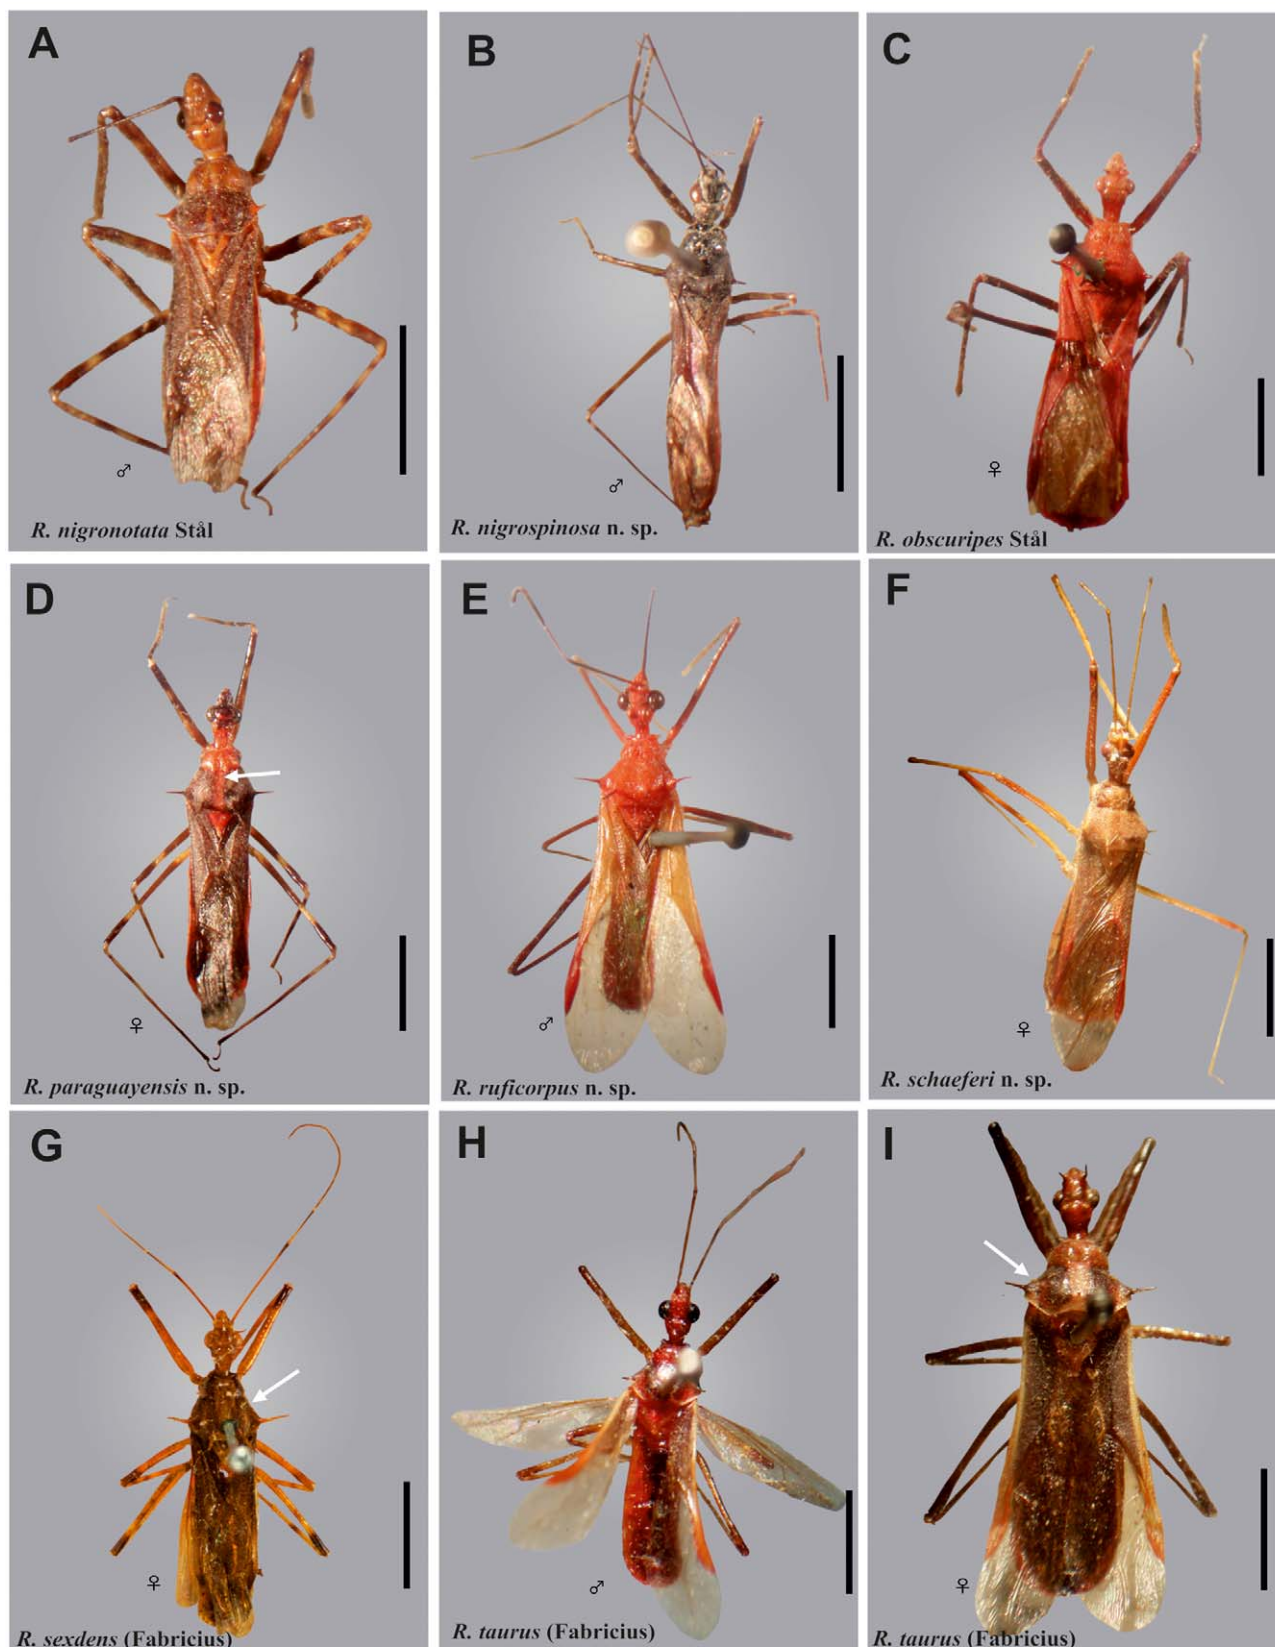 A
♂
R. nigronotata Stål
B
♂
R. nigrospinosa n. sp.
C
♀
R. obscuripes Stål
D
♀
R. paraguayensis n. sp.
E
♂
R. ruficorpus n. sp.
F
♀
R. schaeferi n. sp.
G
♀
R. sexdens (Fabricius)
H
♂
R. taurus (Fabricius)
I
♀
R. taurus (Fabricius)